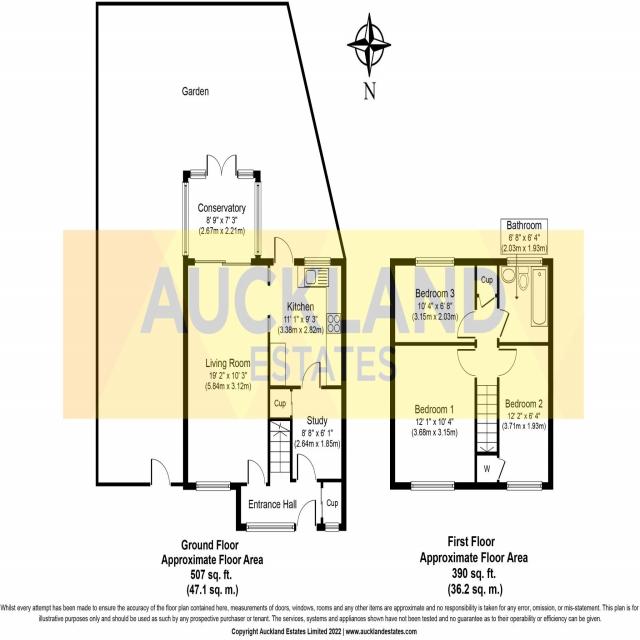 Garden
N
Conservatory
8' 9" x 7' 3"
(2.67m x 2.21m)
Bathroom
6' 8" x 6' 4"
(2.03m x 1.93m)
AUCKLAND
ESTATES
Kitchen
11' 1" x 9' 3"
(3.38m x 2.82m)
Cup
Bedroom 3
10' 4" x 6' 8"
(3.15m x 2.03m)
Living Room
19' 2" x 10' 3"
(5.84m x 3.12m)
Cup
Study
8' 8" x 6' 1"
(2.64m x 1.85m)
Bedroom 1
12' 1" x 10' 4"
(3.68m x 3.15m)
Bedroom 2
12' 2" x 6' 4"
(3.71m x 1.93m)
W
Entrance Hall
Cup
Ground Floor
Approximate Floor Area
507 sq. ft.
(47.1 sq. m.)
First Floor
Approximate Floor Area
390 sq. ft.
(36.2 sq. m.)
Whilst every attempt has been made to ensure the accuracy of the floor plan contained here, measurements of doors, windows, rooms and any other items are approximate and no responsibility is taken for any error, omission, or mis-statement. This plan is for
illustrative purposes only and should be used as such by any prospective purchaser or tenant. The services, systems and appliances shown have not been tested and no guarantee as to their operability or efficiency can be given.
Copyright Auckland Estates Limited 2022 | www.aucklandestates.com